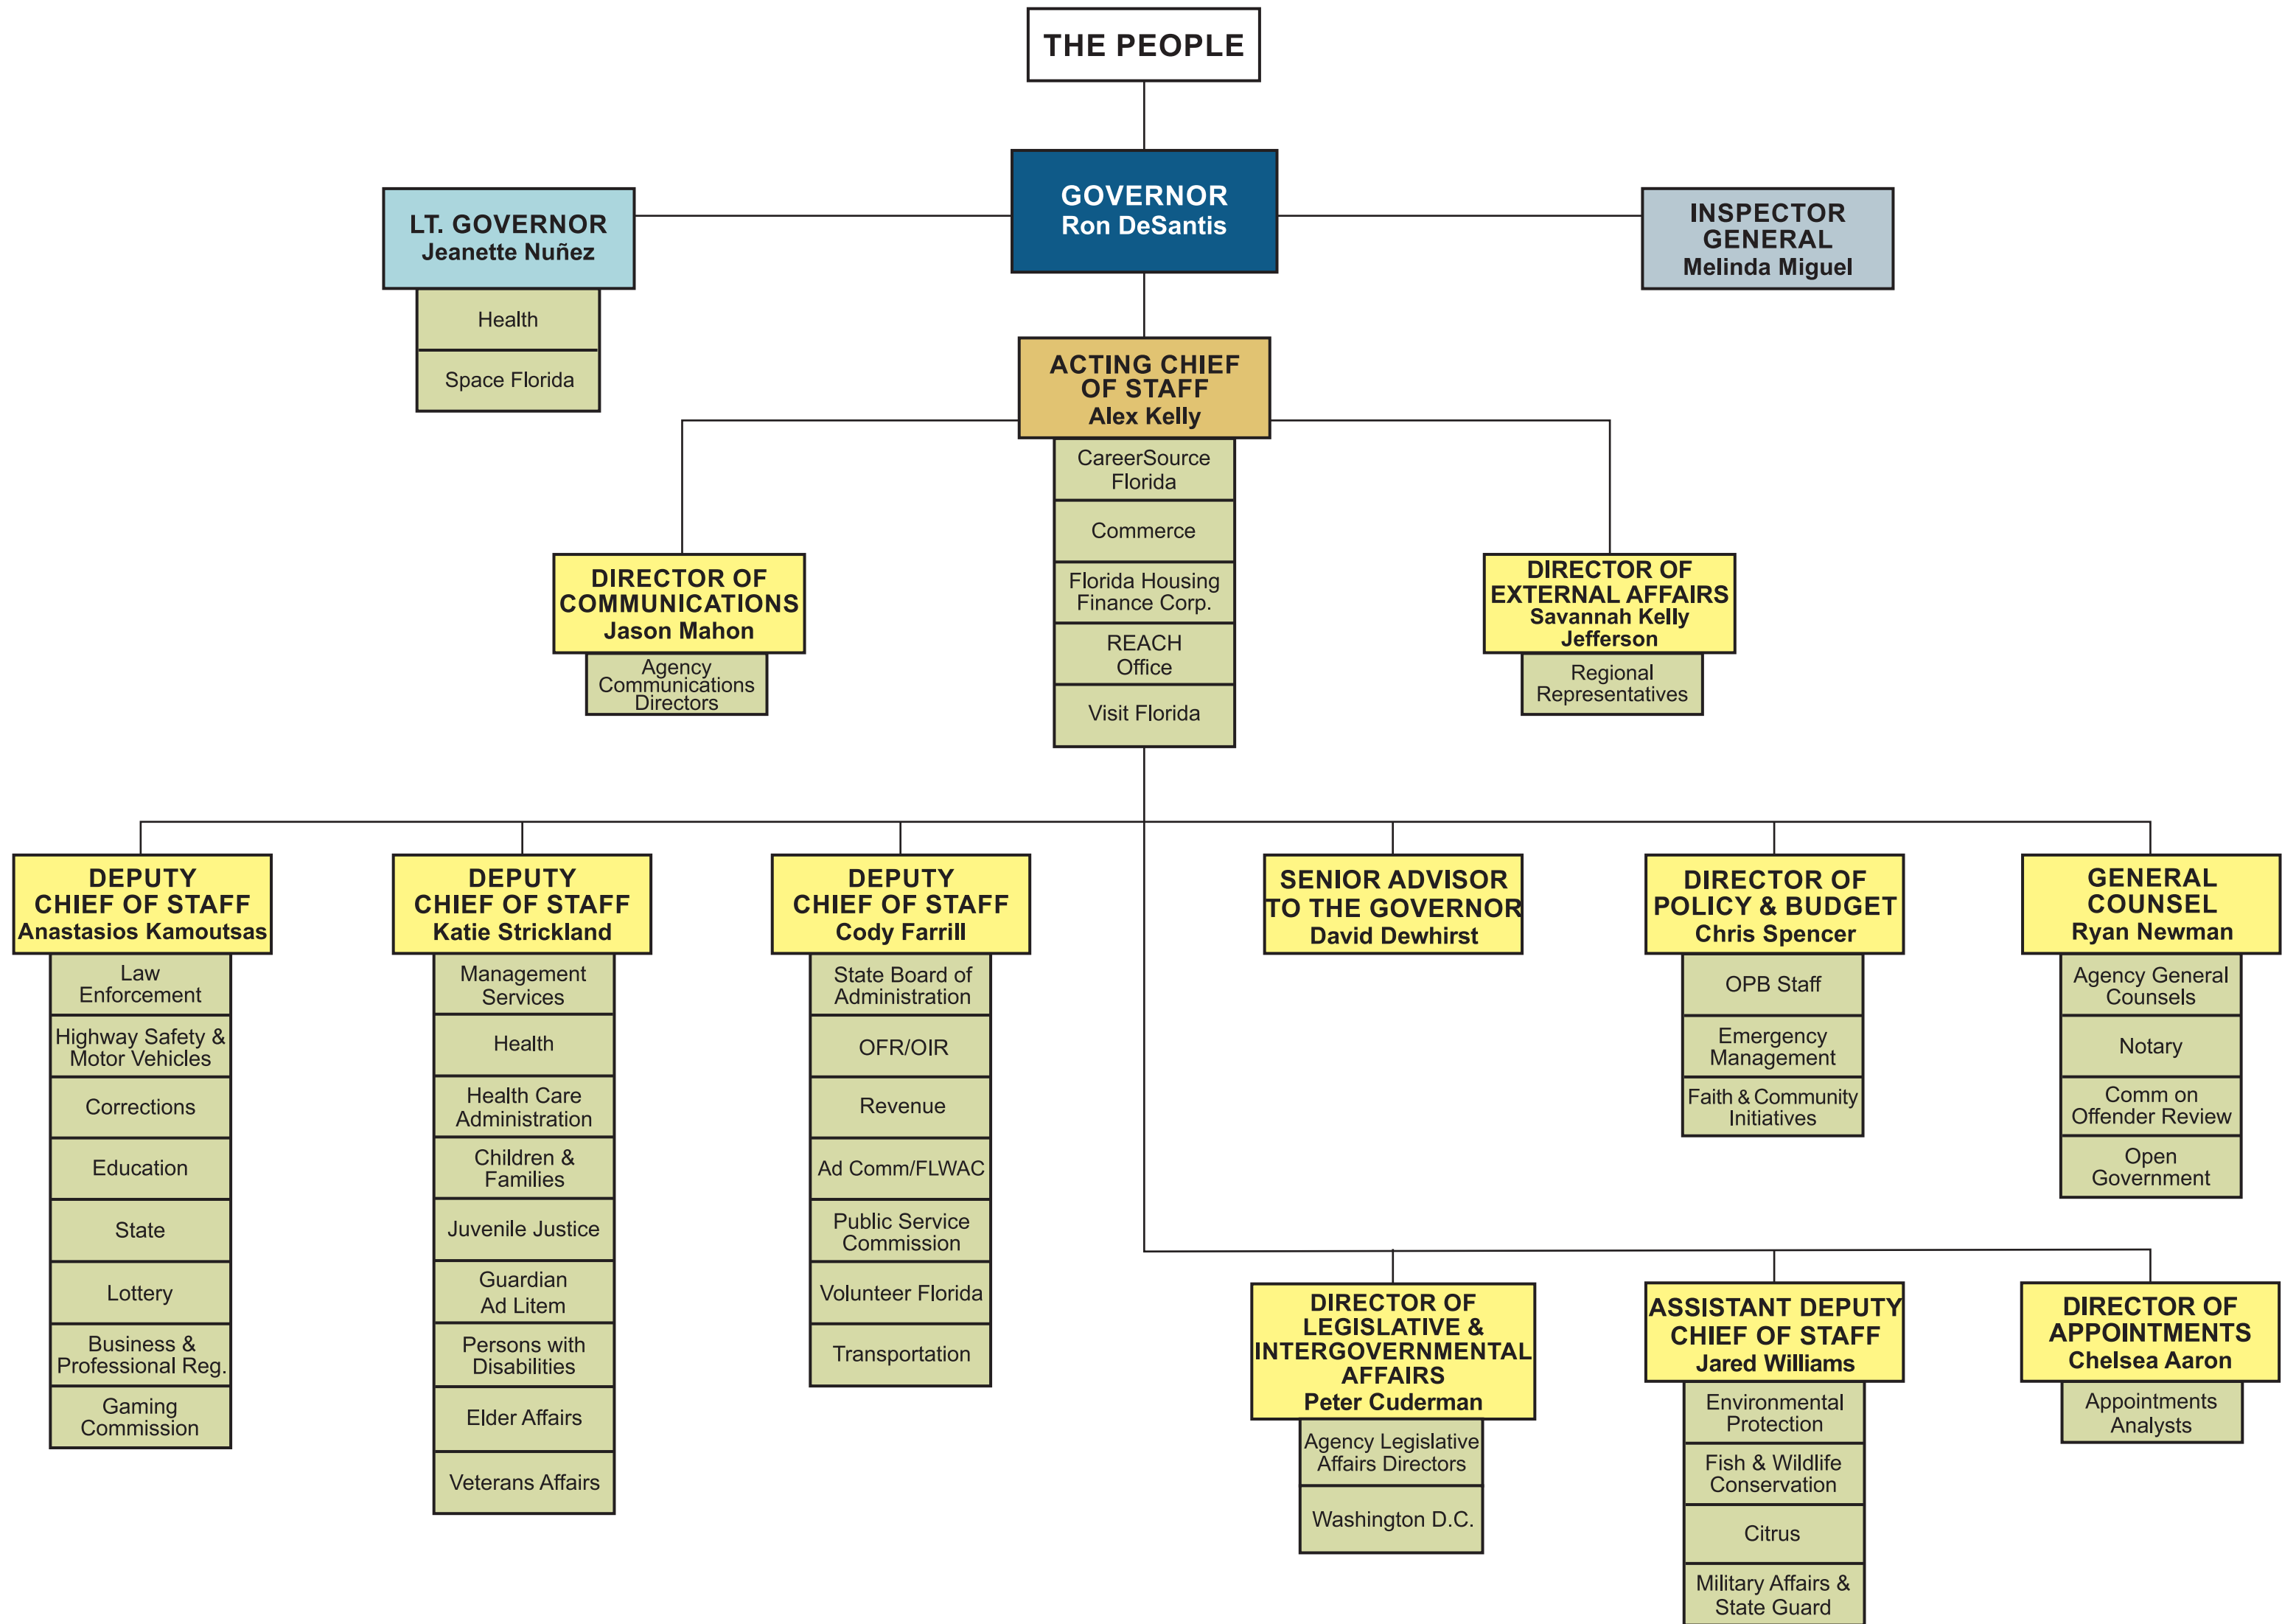 THE PEOPLE
GOVERNOR
Ron DeSantis
LT. GOVERNOR
Jeanette Nuñez
Health
Space Florida
INSPECTOR
GENERAL
Melinda Miguel
ACTING CHIEF
OF STAFF
Alex Kelly
CareerSource
Florida
Commerce
Florida Housing
Finance Corp.
REACH
Office
Visit Florida
DIRECTOR OF
COMMUNICATIONS
Jason Mahon
Agency
Communications
Directors
DIRECTOR OF
EXTERNAL AFFAIRS
Savannah Kelly
Jefferson
Regional
Representatives
DEPUTY
CHIEF OF STAFF
Anastasios Kamoutsas
Law
Enforcement
Highway Safety &
Motor Vehicles
Corrections
Education
State
Lottery
Business &
Professional Reg.
Gaming
Commission
DEPUTY
CHIEF OF STAFF
Katie Strickland
Management
Services
Health
Health Care
Administration
Children &
Families
Juvenile Justice
Guardian
Ad Litem
Persons with
Disabilities
Elder Affairs
Veterans Affairs
DEPUTY
CHIEF OF STAFF
Cody Farrill
State Board of
Administration
OFR/OIR
Revenue
Ad Comm/FLWAC
Public Service
Commission
Volunteer Florida
Transportation
SENIOR ADVISOR
TO THE GOVERNOR
David Dewhirst
DIRECTOR OF
POLICY & BUDGET
Chris Spencer
OPB Staff
Emergency
Management
Faith & Community
Initiatives
GENERAL
COUNSEL
Ryan Newman
Agency General
Counsels
Notary
Comm on
Offender Review
Open
Government
DIRECTOR OF
LEGISLATIVE &
INTERGOVERNMENTAL
AFFAIRS
Peter Cuderman
Agency Legislative
Affairs Directors
Washington D.C.
ASSISTANT DEPUTY
CHIEF OF STAFF
Jared Williams
Environmental
Protection
Fish & Wildlife
Conservation
Citrus
Military Affairs &
State Guard
DIRECTOR OF
APPOINTMENTS
Chelsea Aaron
Appointments
Analysts